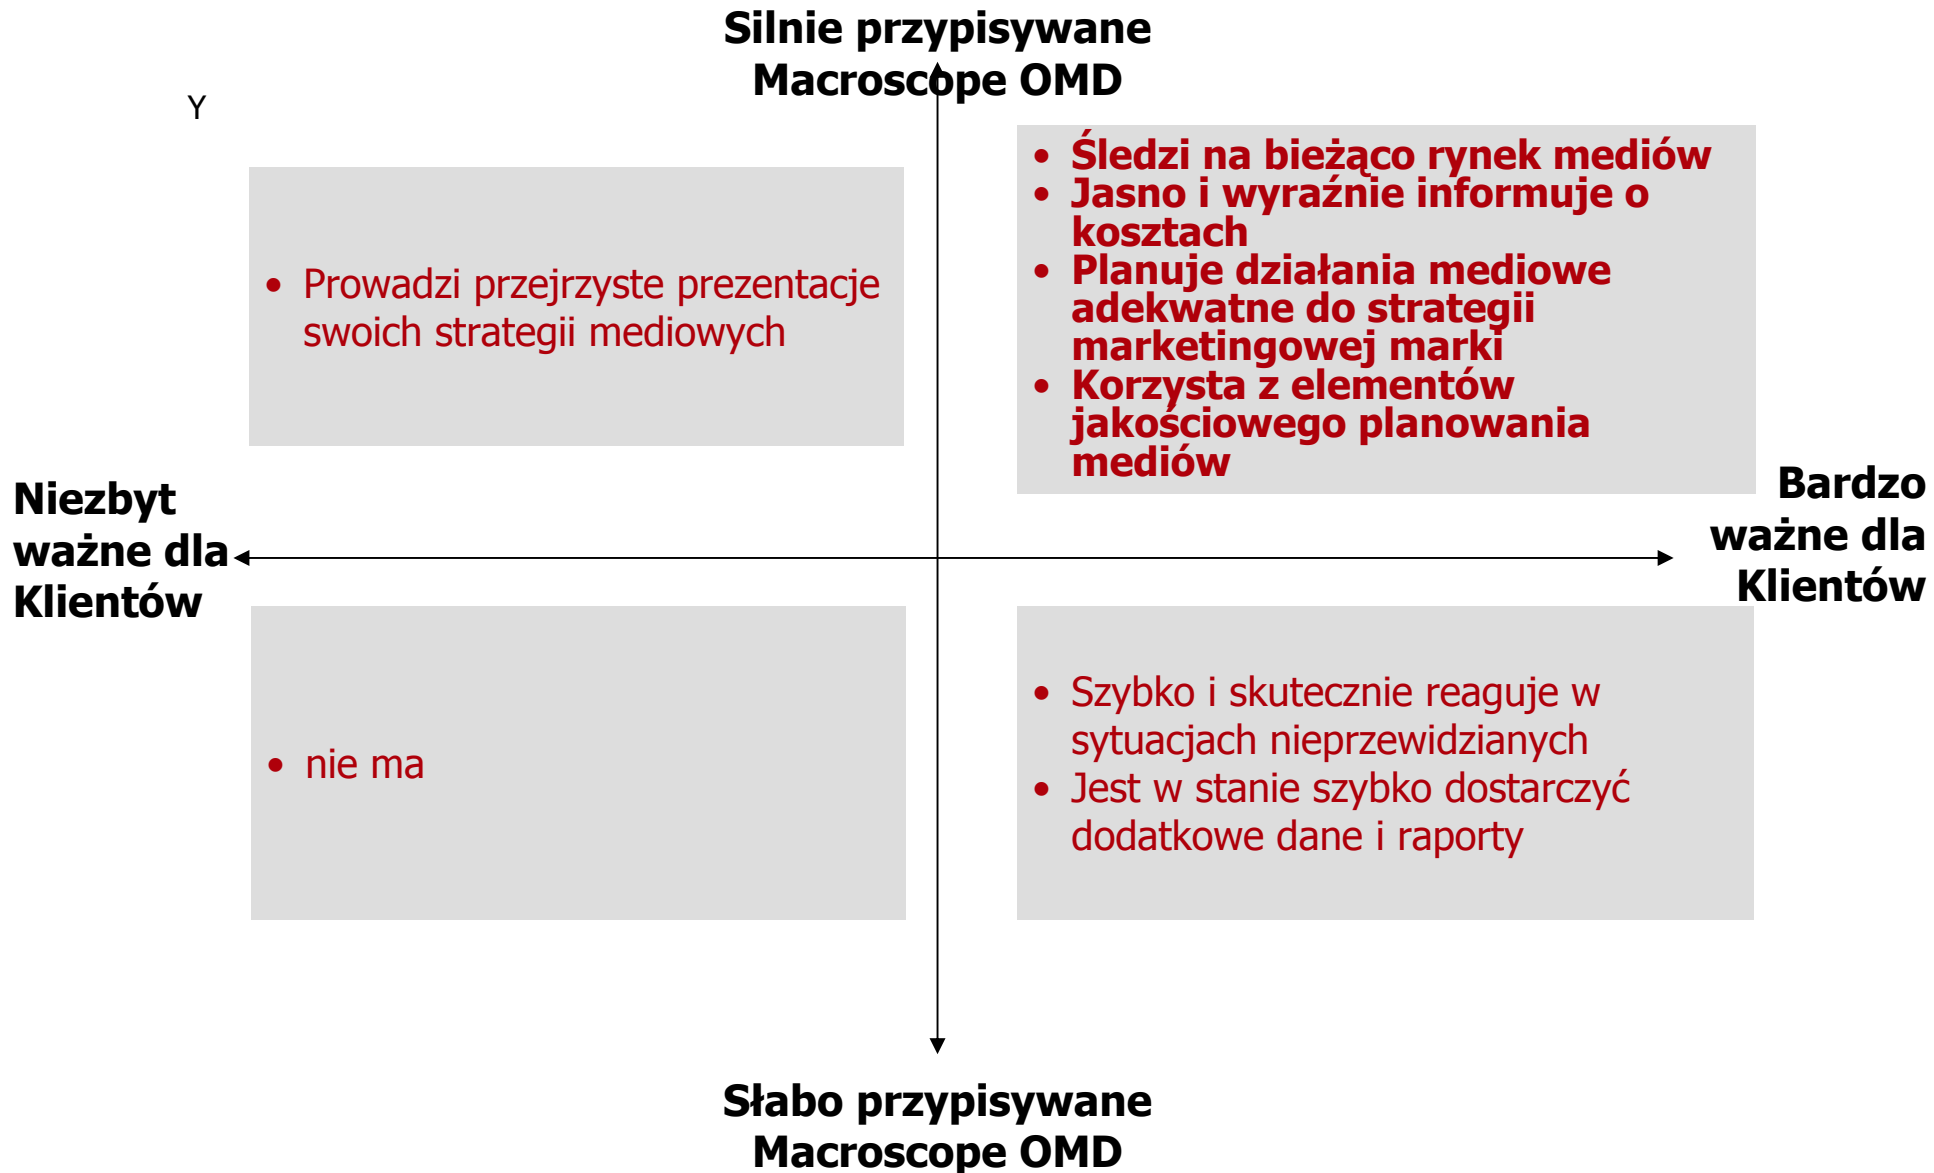 Silnie przypisywane
Macroscope OMD
Y
• Prowadzi przejrzyste prezentacje
swoich strategii mediowych
• Śledzi na bieżąco rynek mediów
• Jasno i wyraźnie informuje o
kosztach
• Planuje działania mediowe
adekwatne do strategii
marketingowej marki
• Korzysta z elementów
jakościowego planowania
mediów
Niezbyt
ważne dla
Klientów
Bardzo
ważne dla
Klientów
• nie ma
• Szybko i skutecznie reaguje w
sytuacjach nieprzewidzianych
• Jest w stanie szybko dostarczyć
dodatkowe dane i raporty
Słabo przypisywane
Macroscope OMD